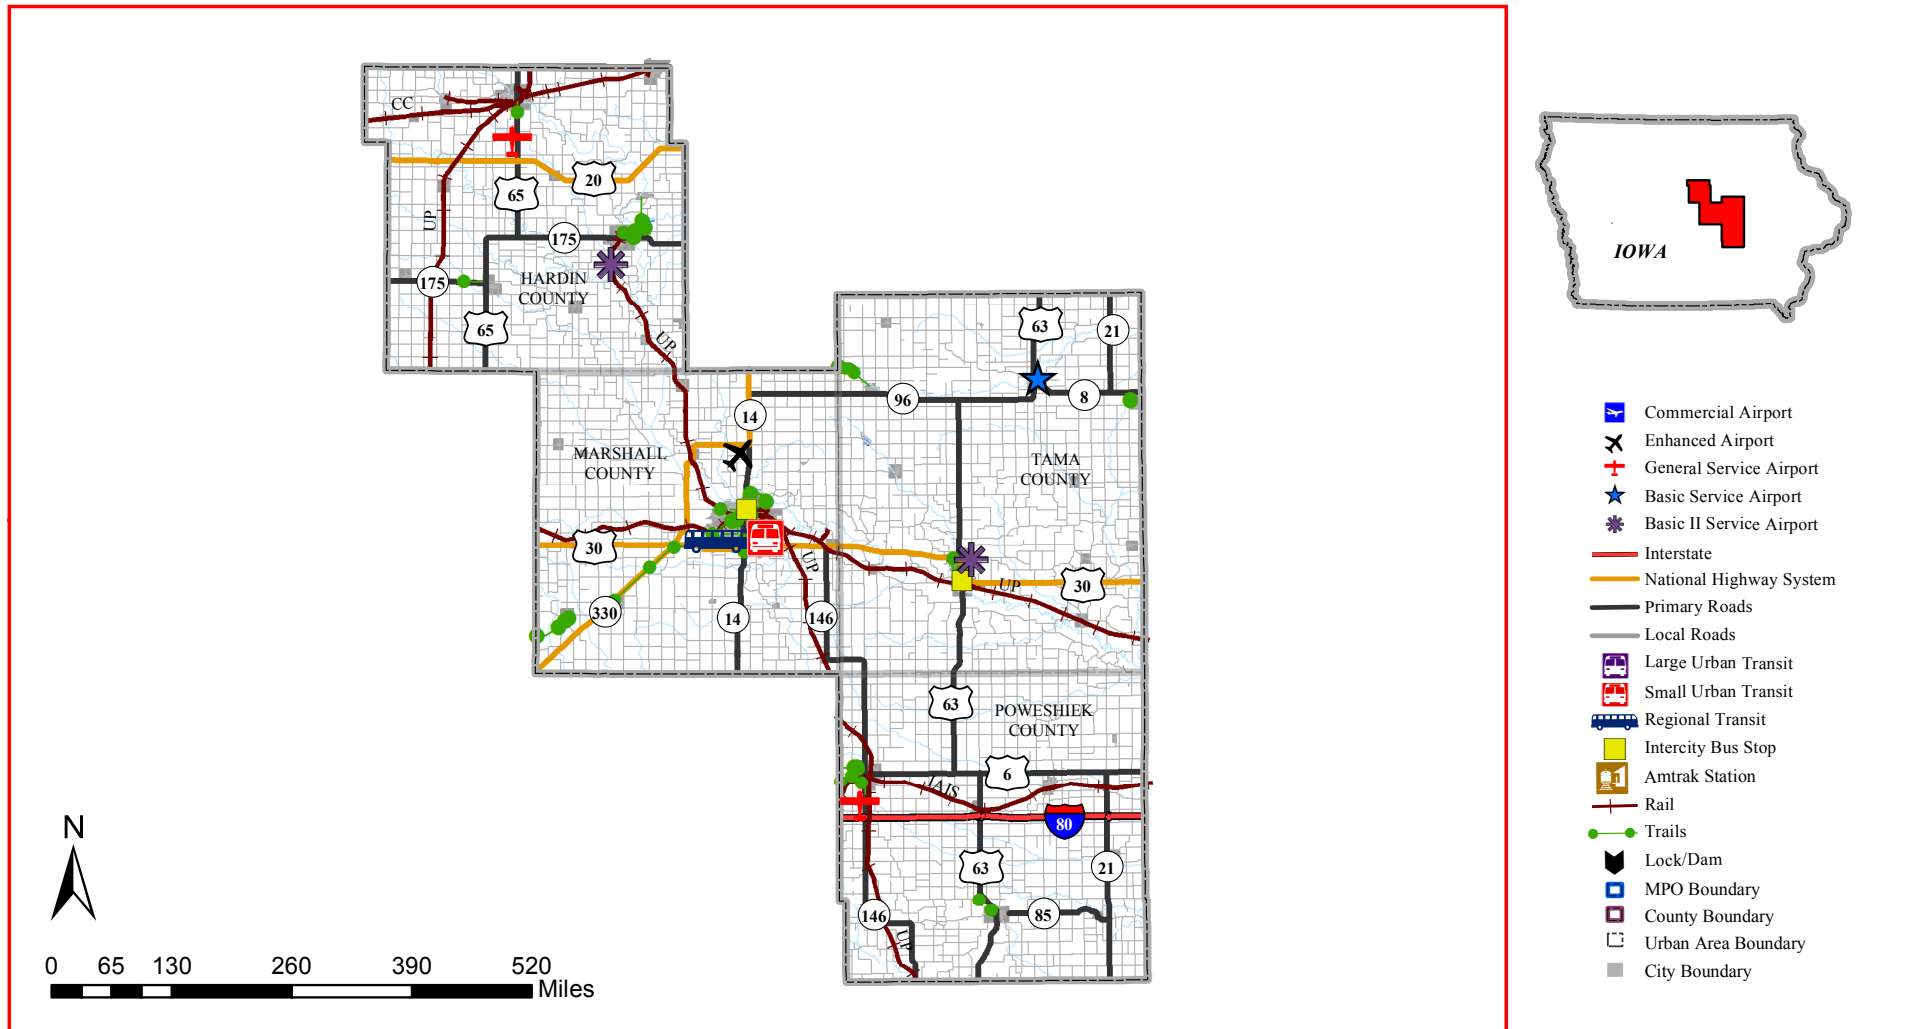 CC
20
65
UP
175
175
HARDIN
COUNTY
65
UP
63
21
96
8
14
MARSHALL
COUNTY
TAMA
COUNTY
30
UP
UP
30
330
14
146
63
POWESHIEK
COUNTY
6
IAIS
80
63
21
146
85
UP
N
0 65 130 260 390 520
Miles
IOWA
Commercial Airport
Enhanced Airport
General Service Airport
Basic Service Airport
Basic II Service Airport
Interstate
National Highway System
Primary Roads
Local Roads
Large Urban Transit
Small Urban Transit
Regional Transit
Intercity Bus Stop
Amtrak Station
Rail
Trails
Lock/Dam
MPO Boundary
County Boundary
Urban Area Boundary
City Boundary